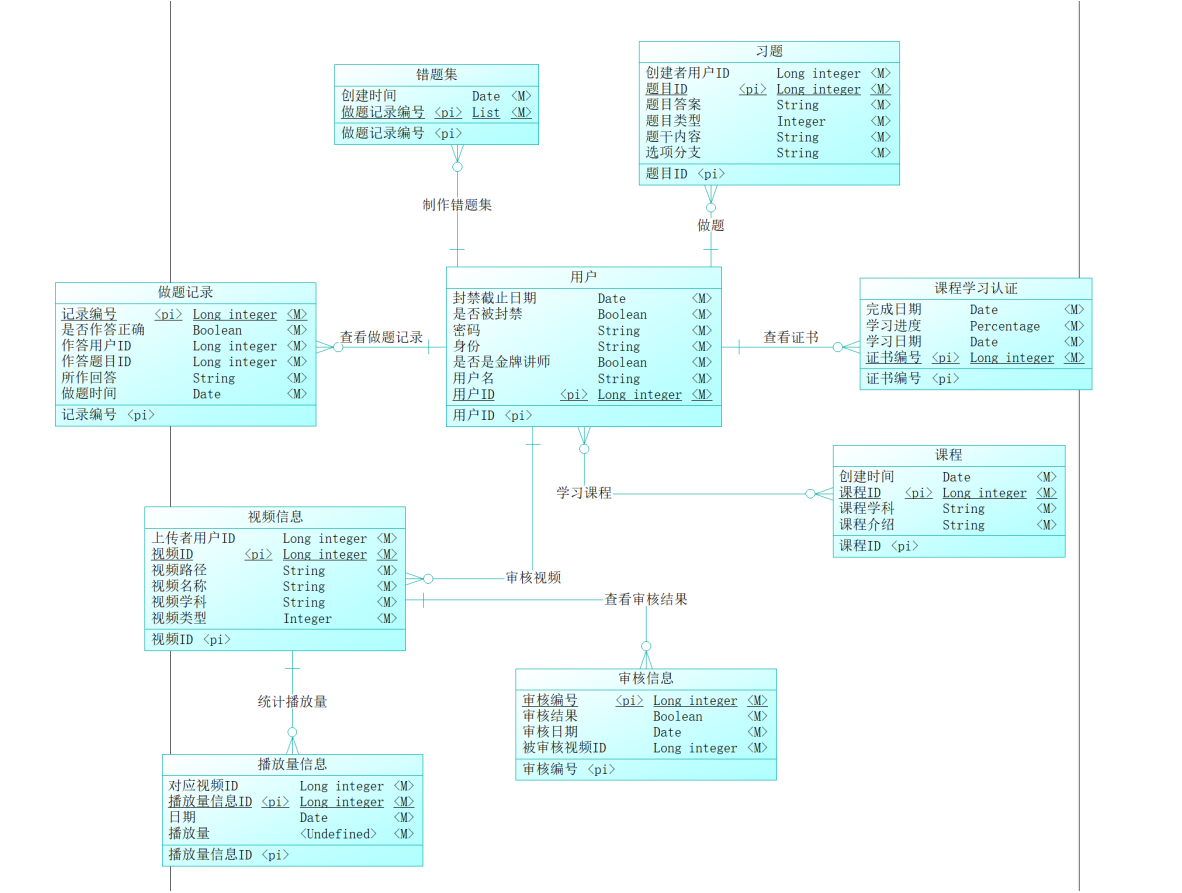 错题集
创建时间 Date <M>
做题记录编号 <pi> List <M>
做题记录编号 <pi>
习题
创建者用户ID Long integer <M>
题目ID <pi> Long integer <M>
题目答案 String <M>
题目类型 Integer <M>
题干内容 String <M>
选项分支 String <M>
题目ID <pi>
制作错题集
做题
做题记录
记录编号 <pi> Long integer <M>
是否作答正确 Boolean <M>
作答用户ID Long integer <M>
作答题目ID Long integer <M>
所作回答 String <M>
做题时间 Date <M>
记录编号 <pi>
查看做题记录
用户
封禁截止日期 Date <M>
是否被封禁 Boolean <M>
密码 String <M>
身份 String <M>
是否是金牌讲师 Boolean <M>
用户名 String <M>
用户ID <pi> Long integer <M>
用户ID <pi>
查看证书
课程学习认证
完成日期 Date <M>
学习进度 Percentage <M>
学习日期 Date <M>
证书编号 <pi> Long integer <M>
证书编号 <pi>
学习课程
课程
创建时间 Date <M>
课程ID <pi> Long integer <M>
课程学科 String <M>
课程介绍 String <M>
课程ID <pi>
视频信息
上传者用户ID Long integer <M>
视频ID <pi> Long integer <M>
视频路径 String <M>
视频名称 String <M>
视频学科 String <M>
视频类型 Integer <M>
视频ID <pi>
审核视频
查看审核结果
审核信息
审核编号 <pi> Long integer <M>
审核结果 Boolean <M>
审核日期 Date <M>
被审核视频ID Long integer <M>
审核编号 <pi>
统计播放量
播放量信息
对应视频ID Long integer <M>
播放量信息ID <pi> Long integer <M>
日期 Date <M>
播放量 <Undefined> <M>
播放量信息ID <pi>